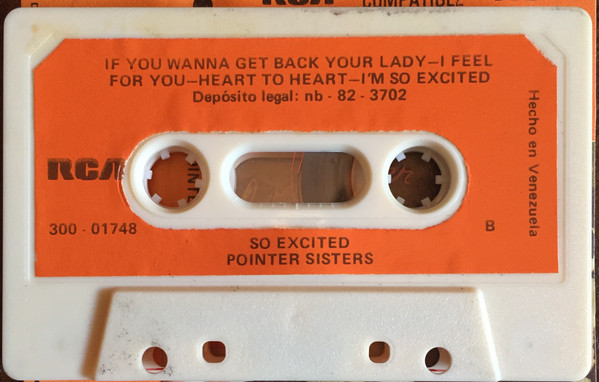 COMPATIBLE
IF YOU WANNA GET BACK YOUR LADY—I FEEL
FOR YOU—HEART TO HEART—I'M SO EXCITED
Depósito legal: nb - 82 - 3702
Hecho en Venezuela
RCA
300 - 01748
B
SO EXCITED
POINTER SISTERS